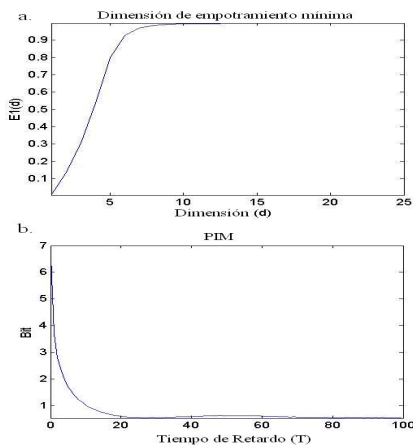 a.
Dimensión de empotramiento mínima
0.9
0.8
0.7
0.6
0.5
0.4
0.3
0.2
0.1
E1(d)
5 10 15 20 25
Dimensión (d)
b.
PIM
7
6
5
4
3
2
1
Bit
0 20 40 60 80 100
Tiempo de Retardo (T)